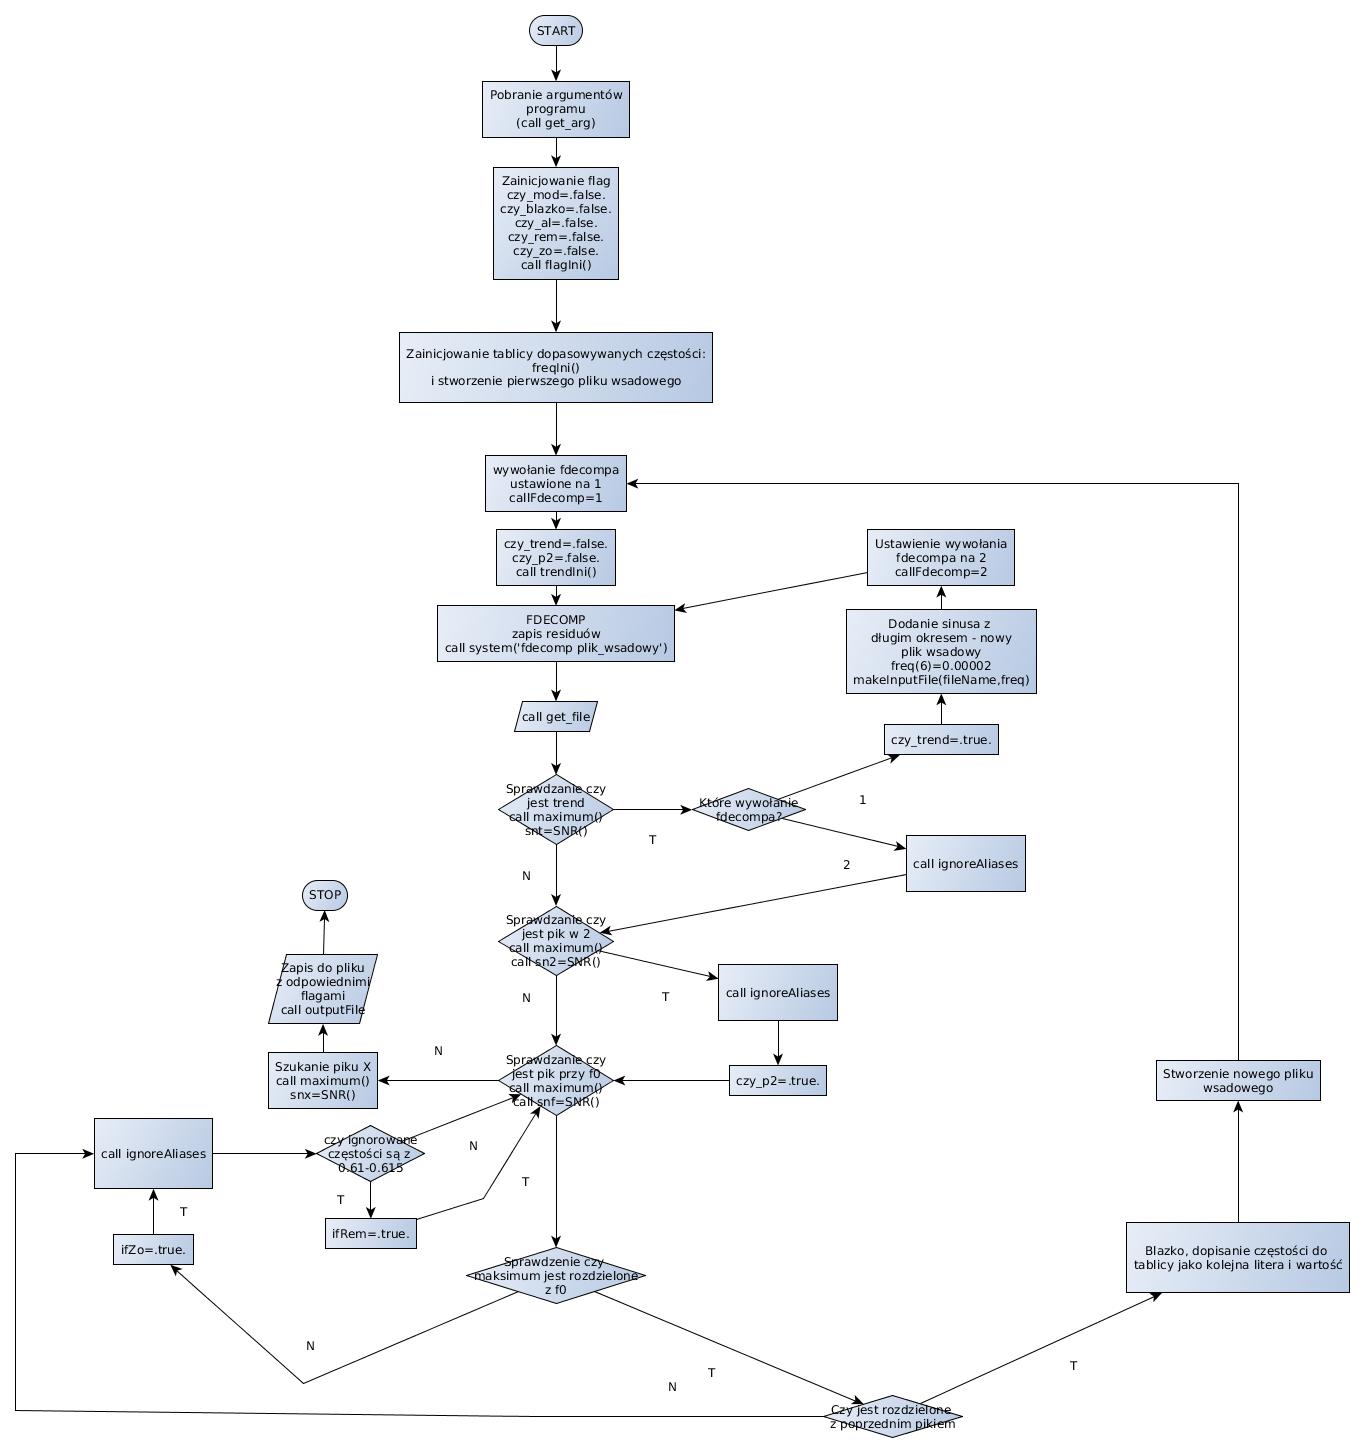 START
Pobranie argumentów
programu
(call get_arg)
Zainicjowanie flag
czy_mod=.false.
czy_blazko=.false.
czy_al=.false.
czy_rem=.false.
czy_zo=.false.
call flagIni()
Zainicjowanie tablicy dopasowywanych częstości:
freqIni()
i stworzenie pierwszego pliku wsadowego
wywołanie fdecompa
ustawione na 1
callFdecomp=1
czy_trend=.false.
czy_p2=.false.
call trendIni()
Ustawienie wywołania
fdecompa na 2
callFdecomp=2
FDECOMP
zapis residuów
call system('fdecomp plik_wsadowy')
Dodanie sinusa z
długim okresem - nowy
plik wsadowy
freq(6)=0.00002
makeInputFile(fileName,freq)
call get_file
czy_trend=.true.
Sprawdzanie czy
jest trend
call maximum()
snt=SNR()
T
Które wywołanie
fdecompa?
1
2
call ignoreAliases
N
STOP
Sprawdzanie czy
jest pik w 2
call maximum()
call sn2=SNR()
Zapis do pliku
z odpowiednimi
flagami
call outputFile
N
T
call ignoreAliases
N
Szukanie piku X
call maximum()
snx=SNR()
Sprawdzanie czy
jest pik przy f0
call maximum()
call snf=SNR()
czy_p2=.true.
Stworzenie nowego pliku
wsadowego
call ignoreAliases
czy ignorowane
częstości są z
0.61-0.615
N
T
T
T
ifZo=.true.
ifRem=.true.
Sprawdzenie czy
maksimum jest rozdzielone
z f0
Blazko, dopisanie częstości do
tablicy jako kolejna litera i wartość
N
T
N
T
Czy jest rozdzielone
z poprzednim pikiem